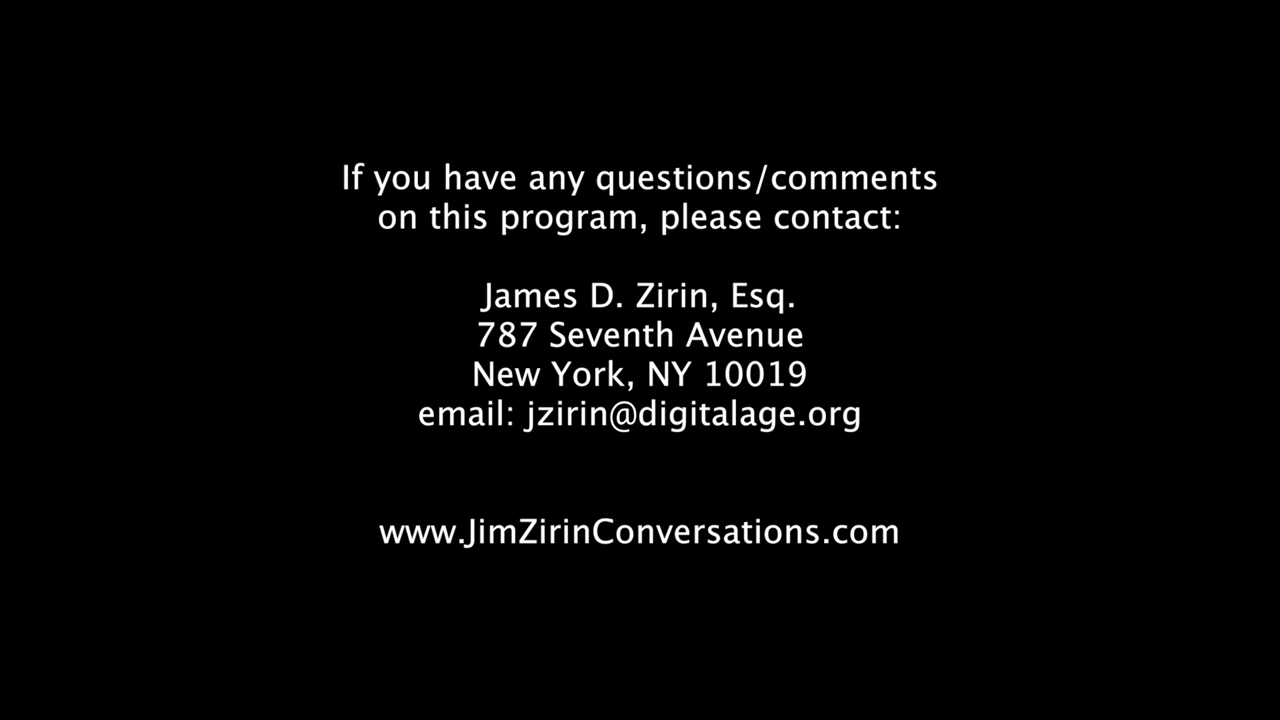 If you have any questions/comments
on this program, please contact:
James D. Zirin, Esq.
787 Seventh Avenue
New York, NY 10019
email: jzirin@digitalage.org
www.JimZirinConversations.com